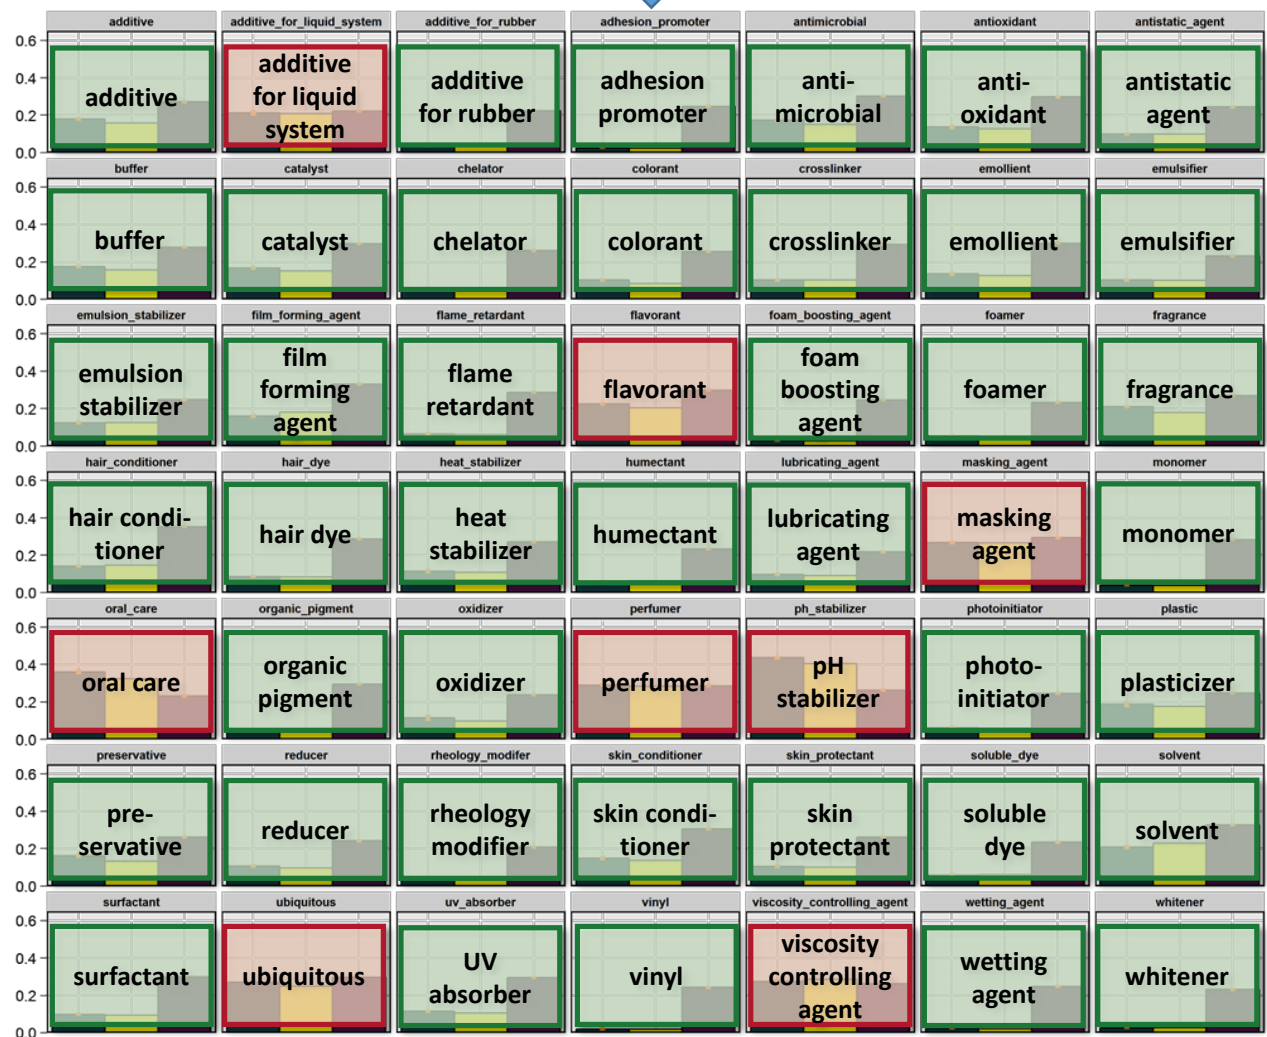 additive additive_for_liquid_system additive_for_rubber adhesion_promoter antimicrobial antioxidant antistatic_agent
0.6
0.4
0.2
0.0
additive
additive
for liquid
system
additive
for rubber
adhesion
promoter
anti-
microbial
anti-
oxidant
antistatic
agent
buffer catalyst chelator colorant crosslinker emollient emulsifier
0.6
0.4
0.2
0.0
buffer
catalyst
chelator
colorant
crosslinker
emollient
emulsifier
emulsion_stabilizer film_forming_agent flame_retardant flavorant foam_boosting_agent foamer fragrance
0.6
0.4
0.2
0.0
emulsion
stabilizer
film
forming
agent
flame
retardant
flavorant
foam
boosting
agent
foamer
fragrance
hair_conditioner hair_dye heat_stabilizer humectant lubricating_agent masking_agent monomer
0.6
0.4
0.2
0.0
hair condi-
tioner
hair dye
heat
stabilizer
humectant
lubricating
agent
masking
agent
monomer
oral_care organic_pigment oxidizer perfumer ph_stabilizer photoinitiator plastic
0.6
0.4
0.2
0.0
oral care
organic
pigment
oxidizer
perfumer
pH
stabilizer
photo-
initiator
plasticizer
preservative reducer rheology_modifer skin_conditioner skin_protectant soluble_dye solvent
0.6
0.4
0.2
0.0
pre-
servative
reducer
rheology
modifier
skin condi-
tioner
skin
protectant
soluble
dye
solvent
surfactant ubiquitous uv_absorber vinyl viscosity_controlling_agent wetting_agent whitener
0.6
0.4
0.2
0.0
surfactant
ubiquitous
UV
absorber
vinyl
viscosity
controlling
agent
wetting
agent
whitener